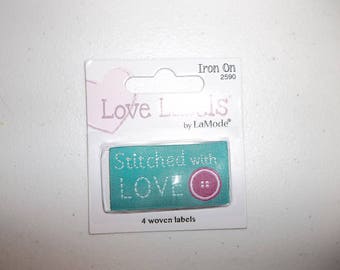 Iron On
2590
Love Labels®
by LaMode®
Stitched with
LOVE
4 woven labels